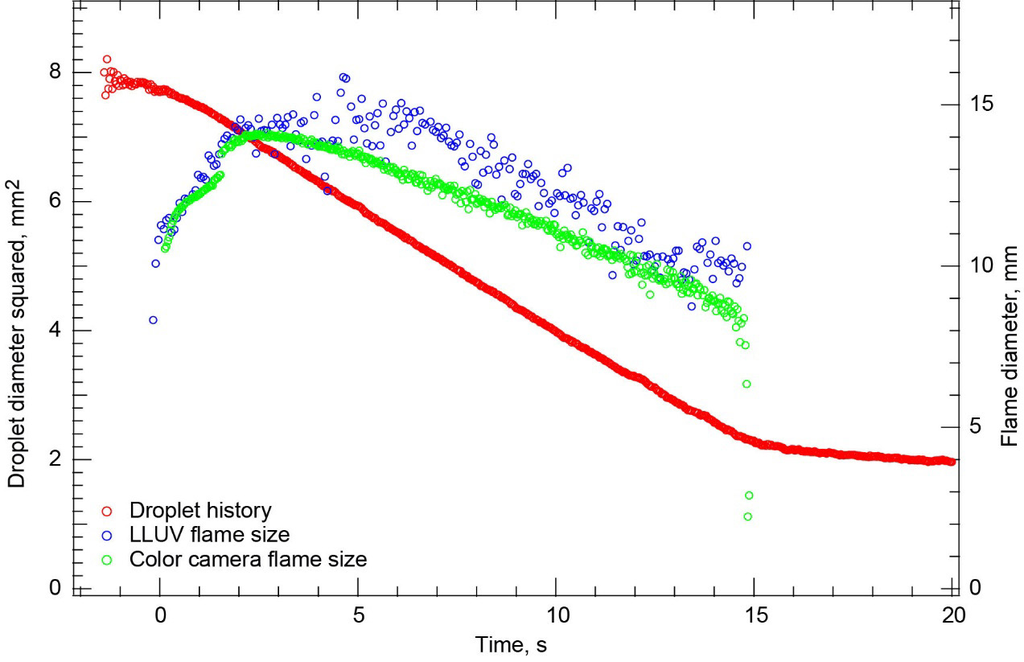 Droplet diameter squared, mm2
8
6
4
2
0
15
10
5
0
Flame diameter, mm
Droplet history
LLUV flame size
Color camera flame size
0
5
10
15
20
Time, s